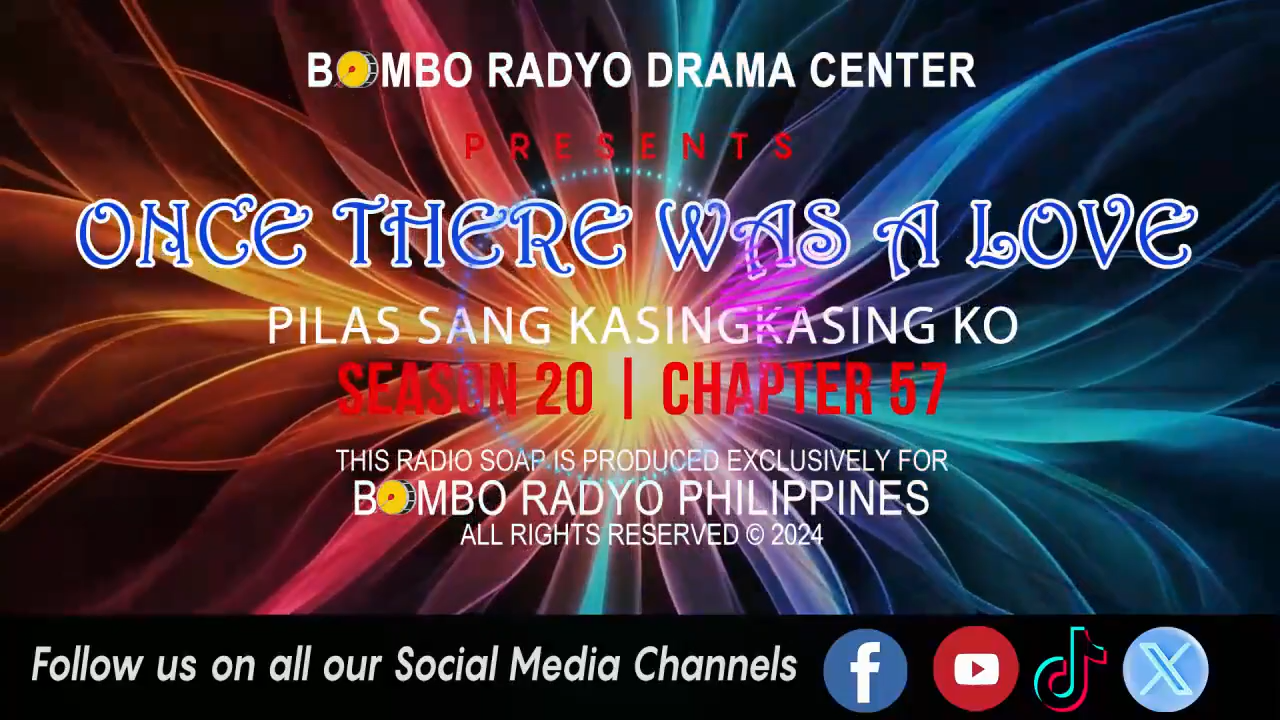 BOMBO RADYO DRAMA CENTER
PRESENTS
ONCE THERE WAS A LOVE
PILAS SANG KASINGKASING KO
SEASON 20 | CHAPTER 57
THIS RADIO SOAP IS PRODUCED EXCLUSIVELY FOR
BOMBO RADYO PHILIPPINES
ALL RIGHTS RESERVED © 2024
Follow us on all our Social Media Channels